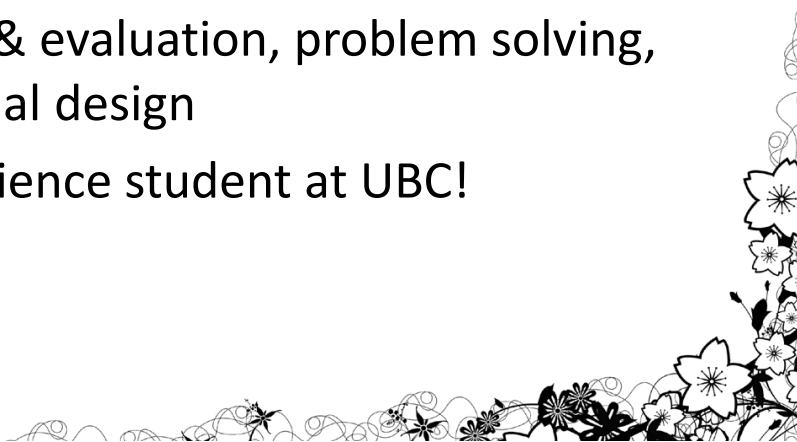 & evaluation, problem solving,
al design
ience student at UBC!